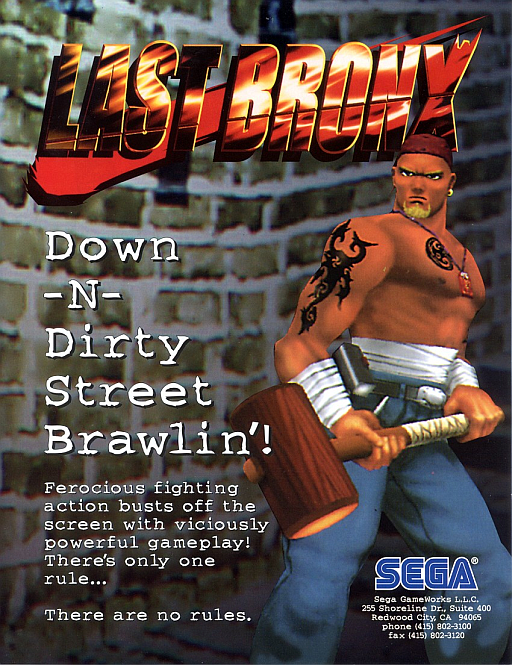 LAST BRONX
Down
-N-
Dirty
Street
Brawlin'!
Ferocious fighting
action busts off the
screen with viciously
powerful gameplay!
There's only one
rule...
There are no rules.
SEGA®
Sega GameWorks L.L.C.
255 Shoreline Dr., Suite 400
Redwood City, CA 94065
phone (415) 802-3100
fax (415) 802-3120